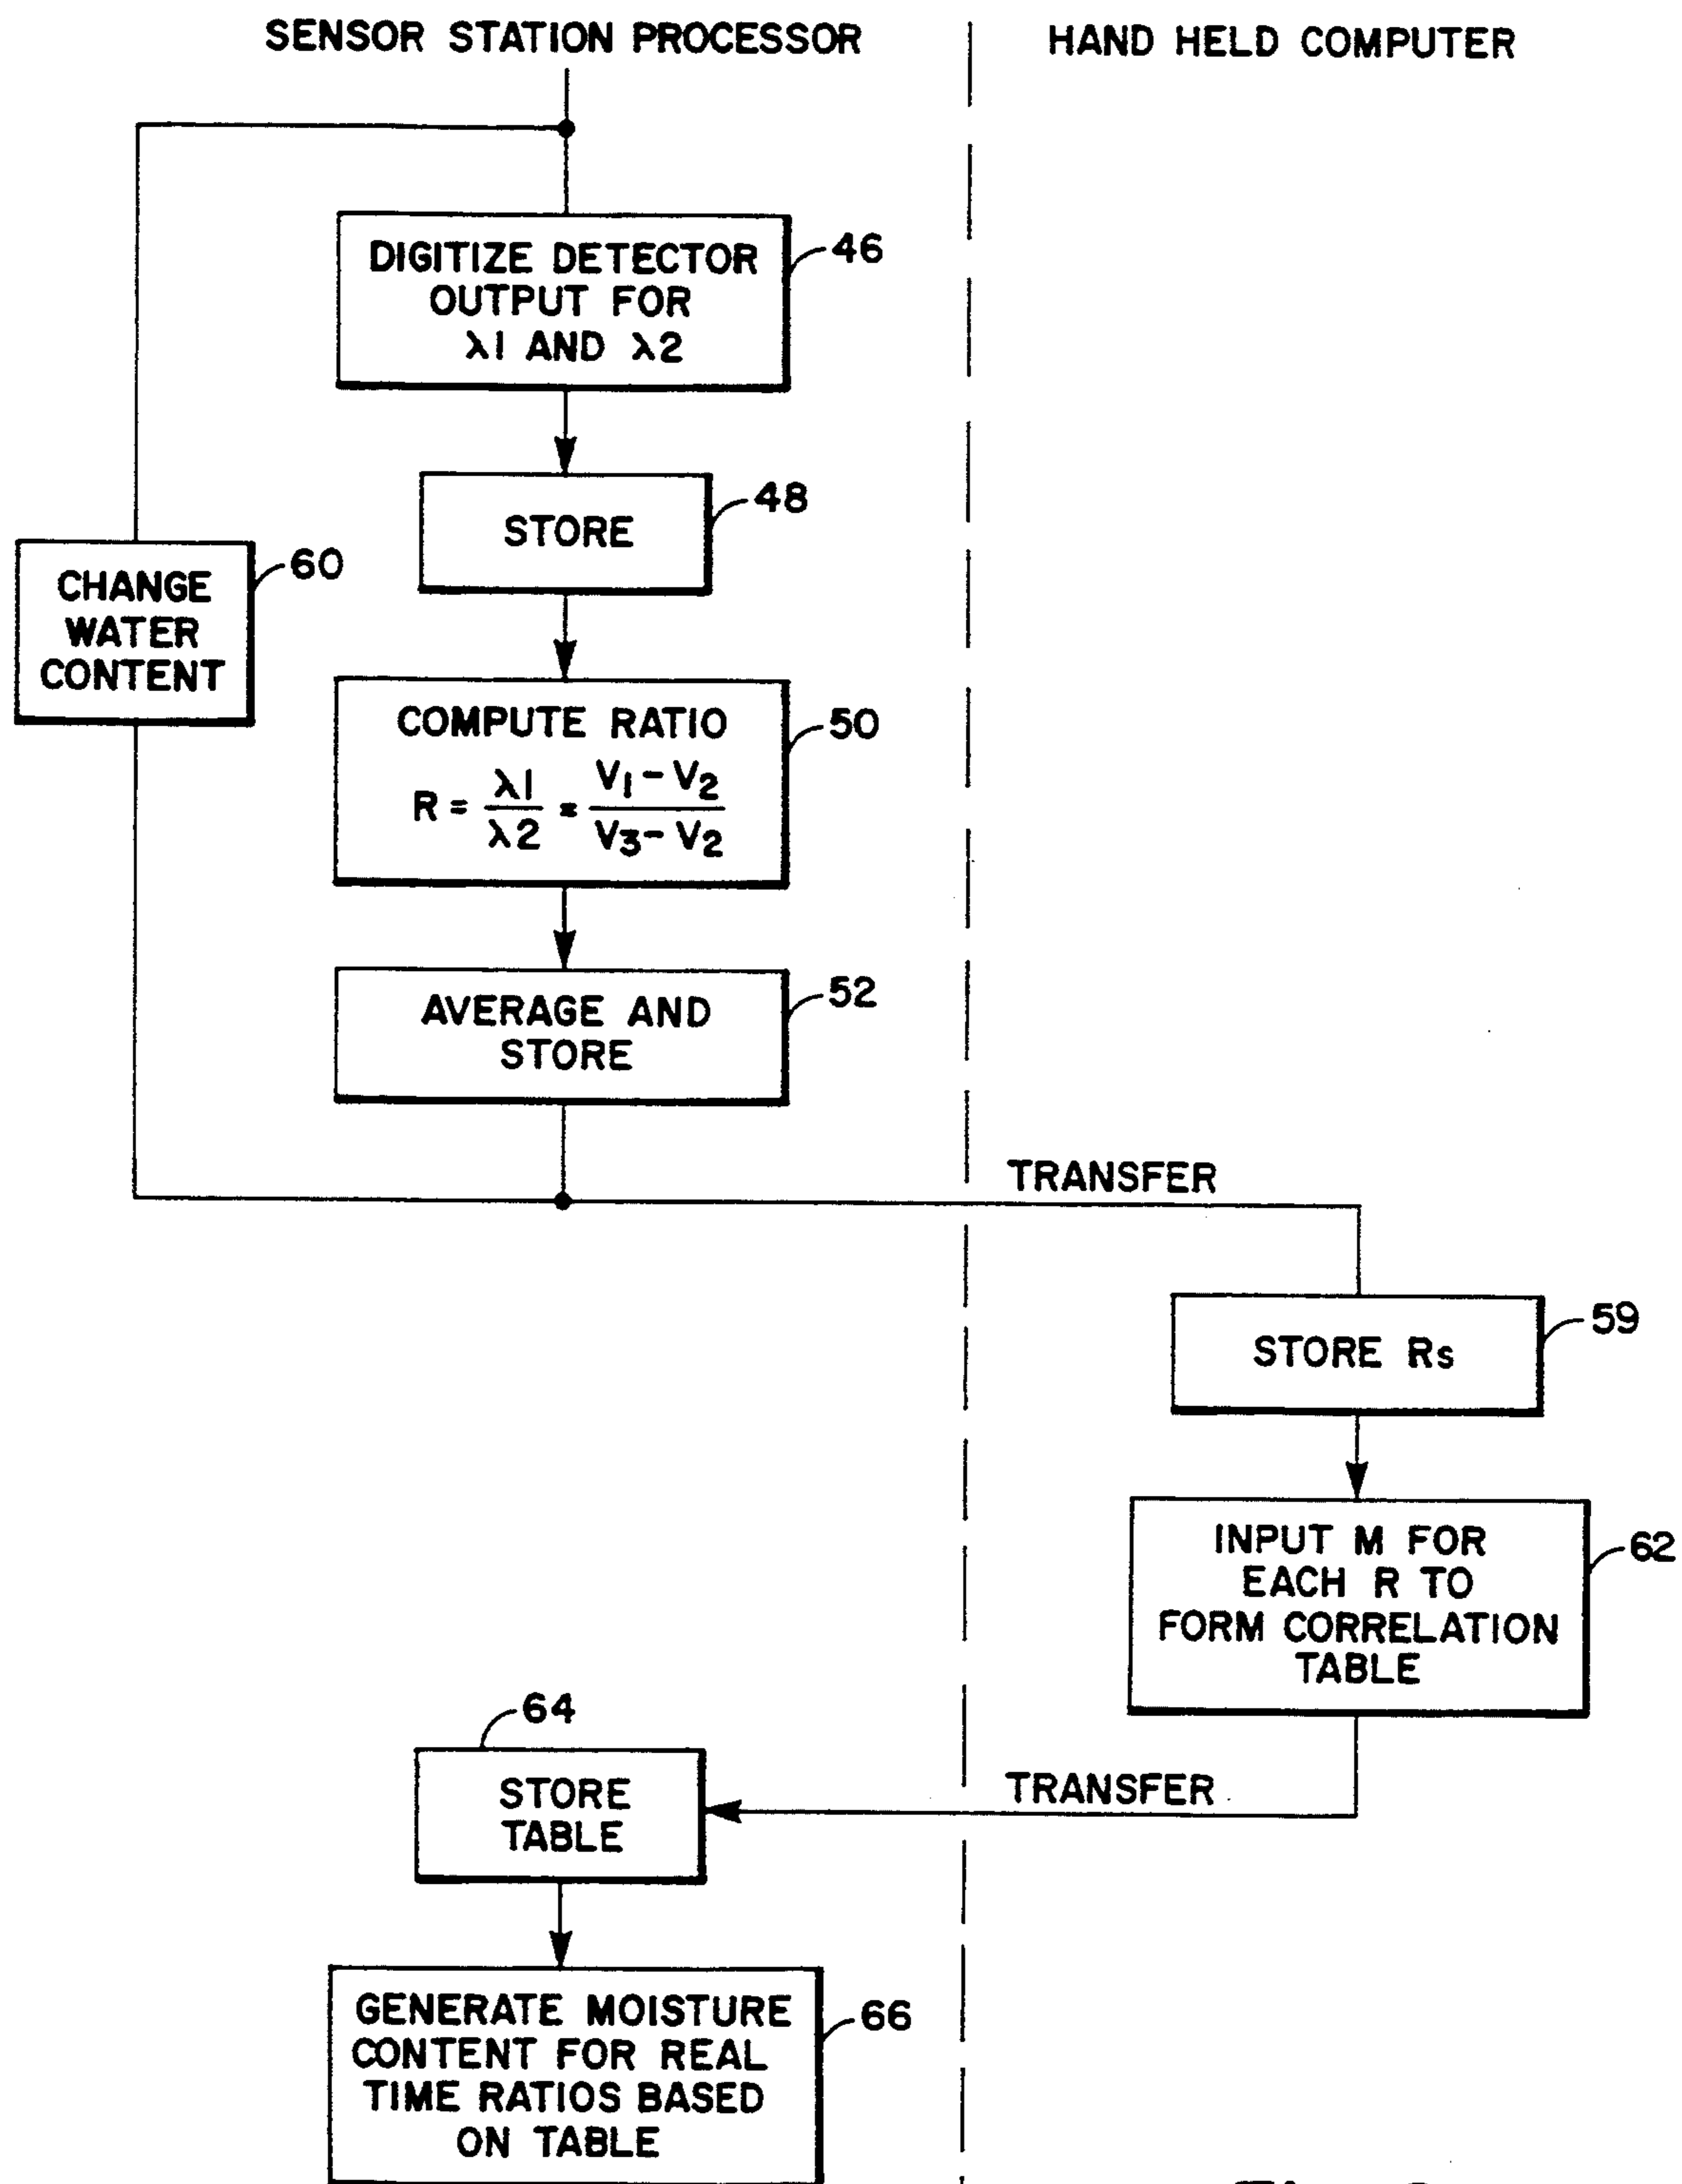 SENSOR STATION PROCESSOR
HAND HELD COMPUTER
DIGITIZE DETECTOR
OUTPUT FOR
λ1 AND λ2
46
STORE
48
CHANGE
WATER
CONTENT
60
COMPUTE RATIO
R = λ1/λ2 = (V1 - V2)/(V3 - V2)
50
AVERAGE AND
STORE
52
TRANSFER
STORE Rs
59
INPUT M FOR
EACH R TO
FORM CORRELATION
TABLE
62
TRANSFER
64
STORE
TABLE
GENERATE MOISTURE
CONTENT FOR REAL
TIME RATIOS BASED
ON TABLE
66